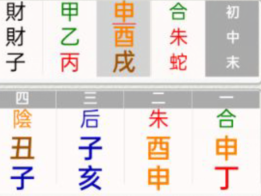 財 甲 申 合 初
財 乙 酉 朱 中
子 丙 戌 蛇 末
四 三 二 一
陰 后 朱 合
丑 子 酉 申
子 亥 申 丁